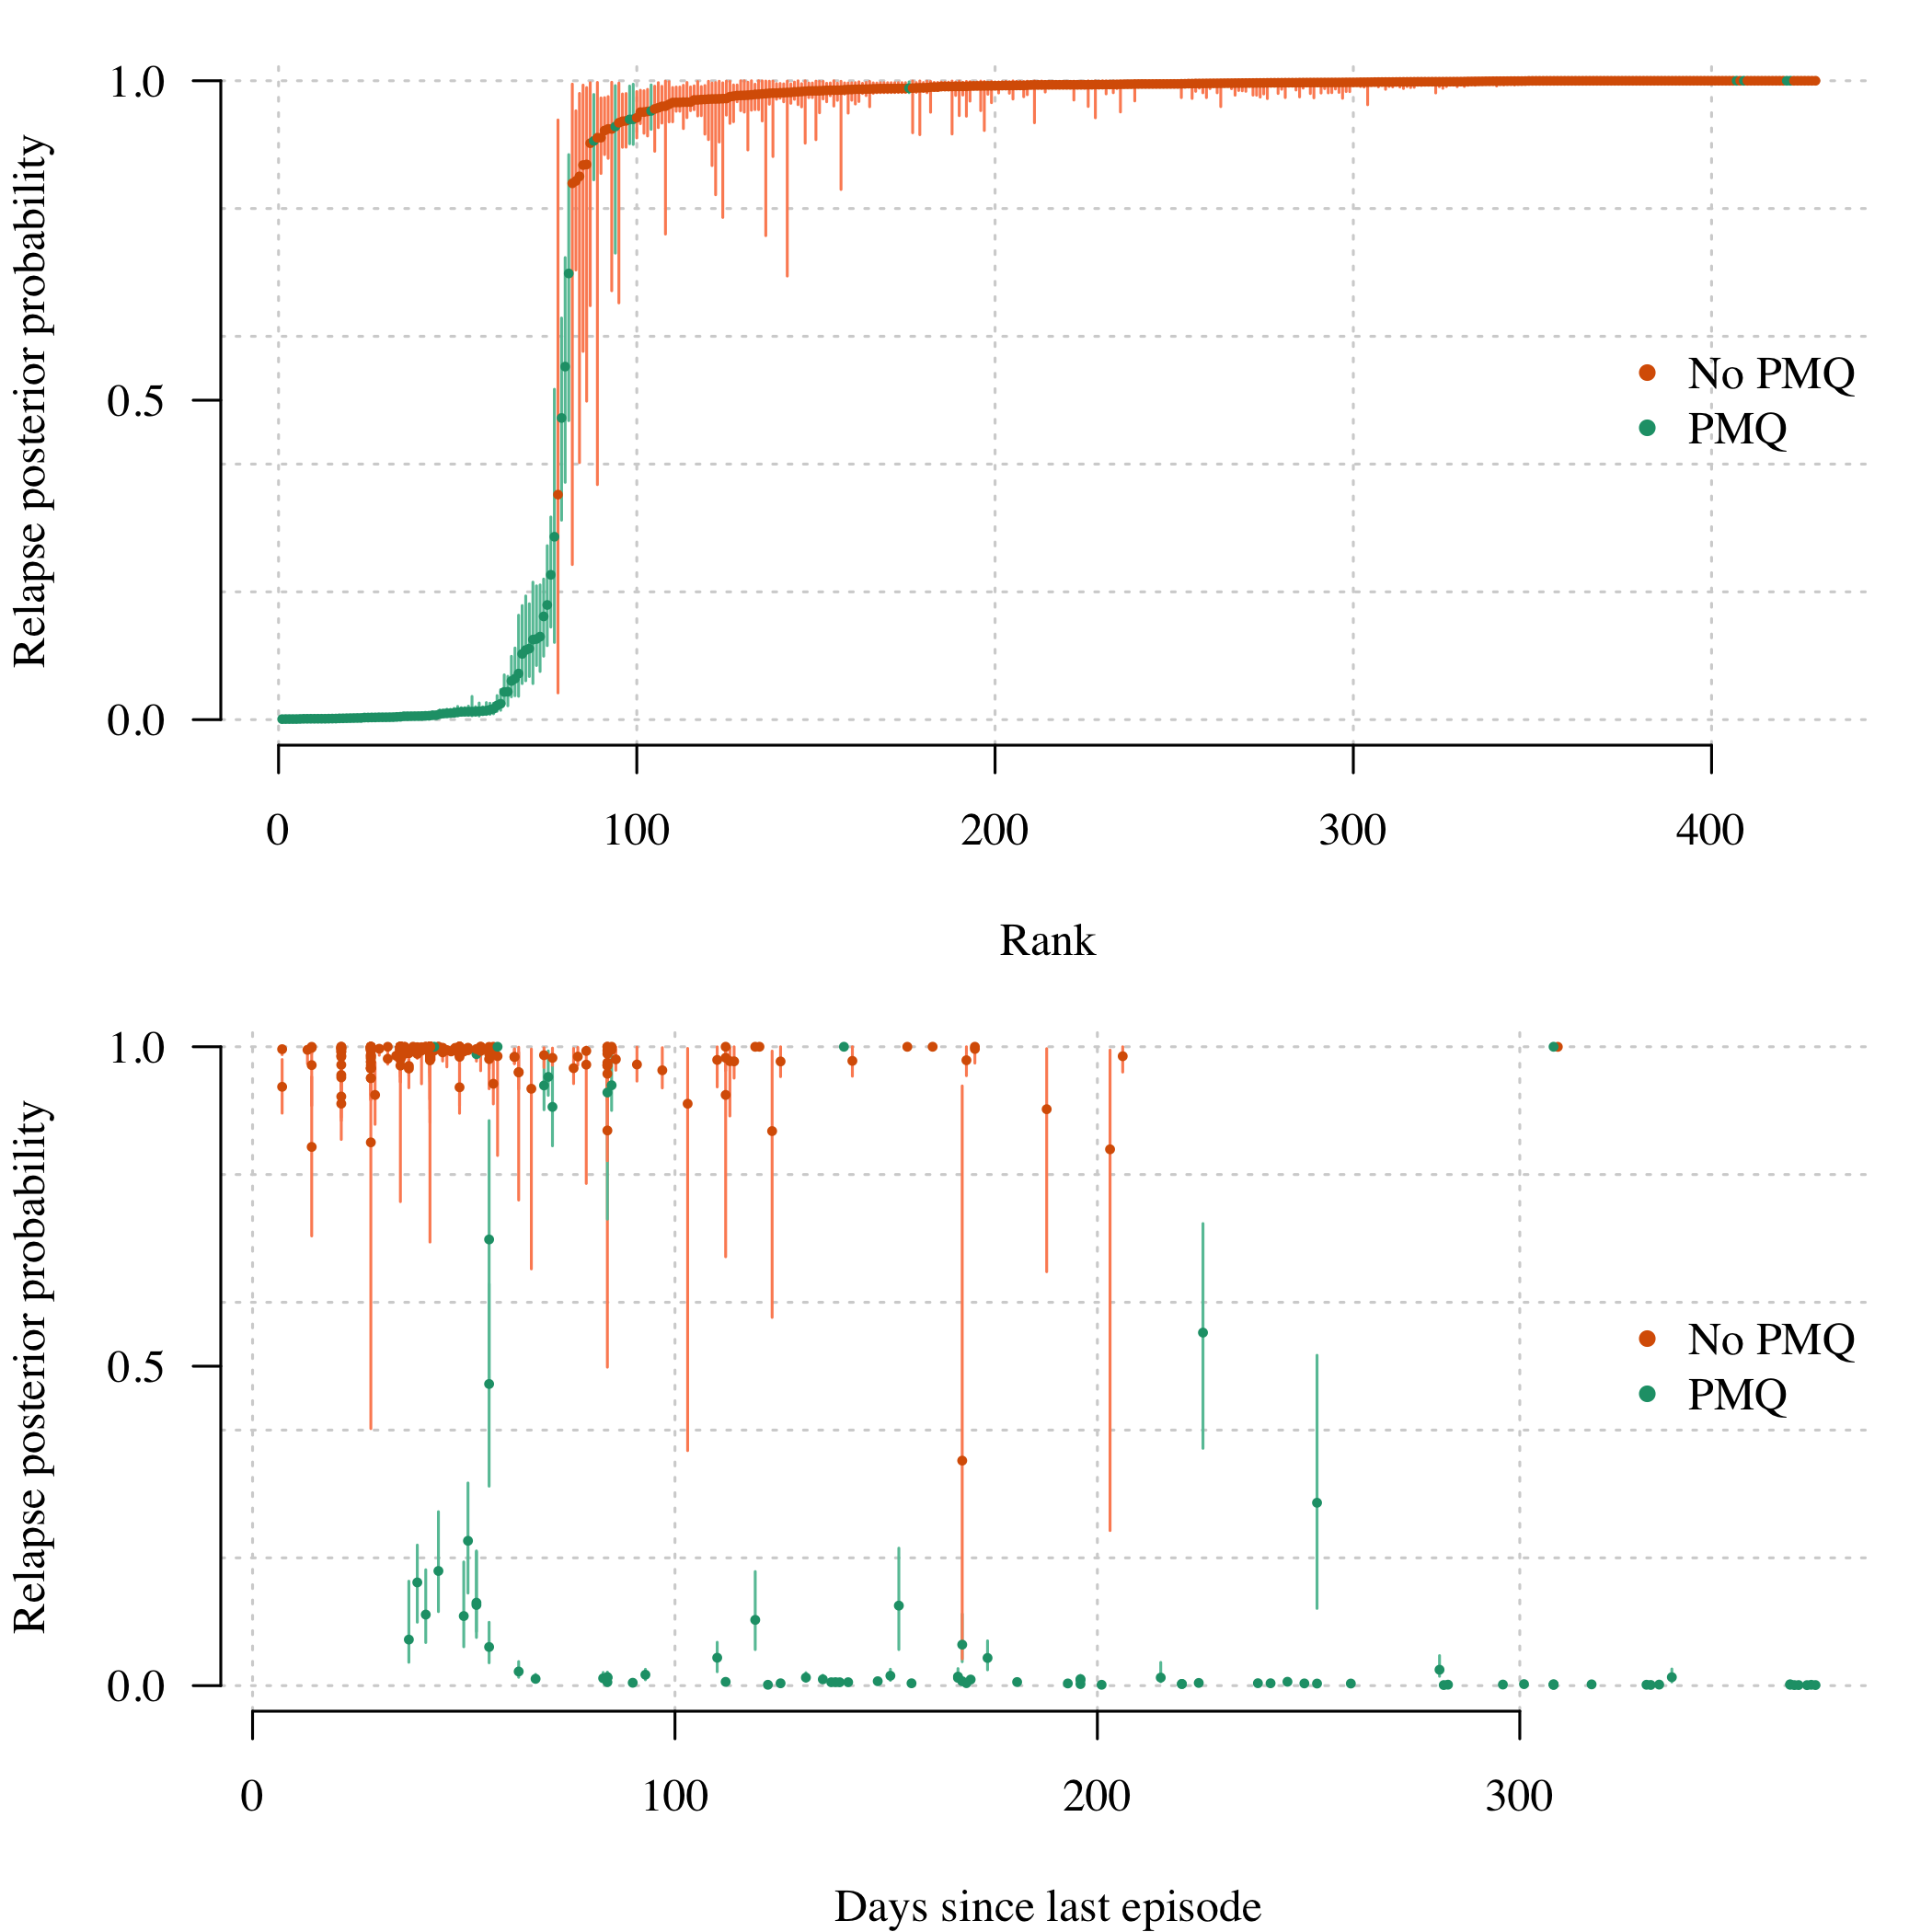 Relapse posterior probability
1.0
0.5
0.0
No PMQ
PMQ
0 100 200 300 400
Rank
Relapse posterior probability
1.0
0.5
0.0
No PMQ
PMQ
0 100 200 300
Days since last episode